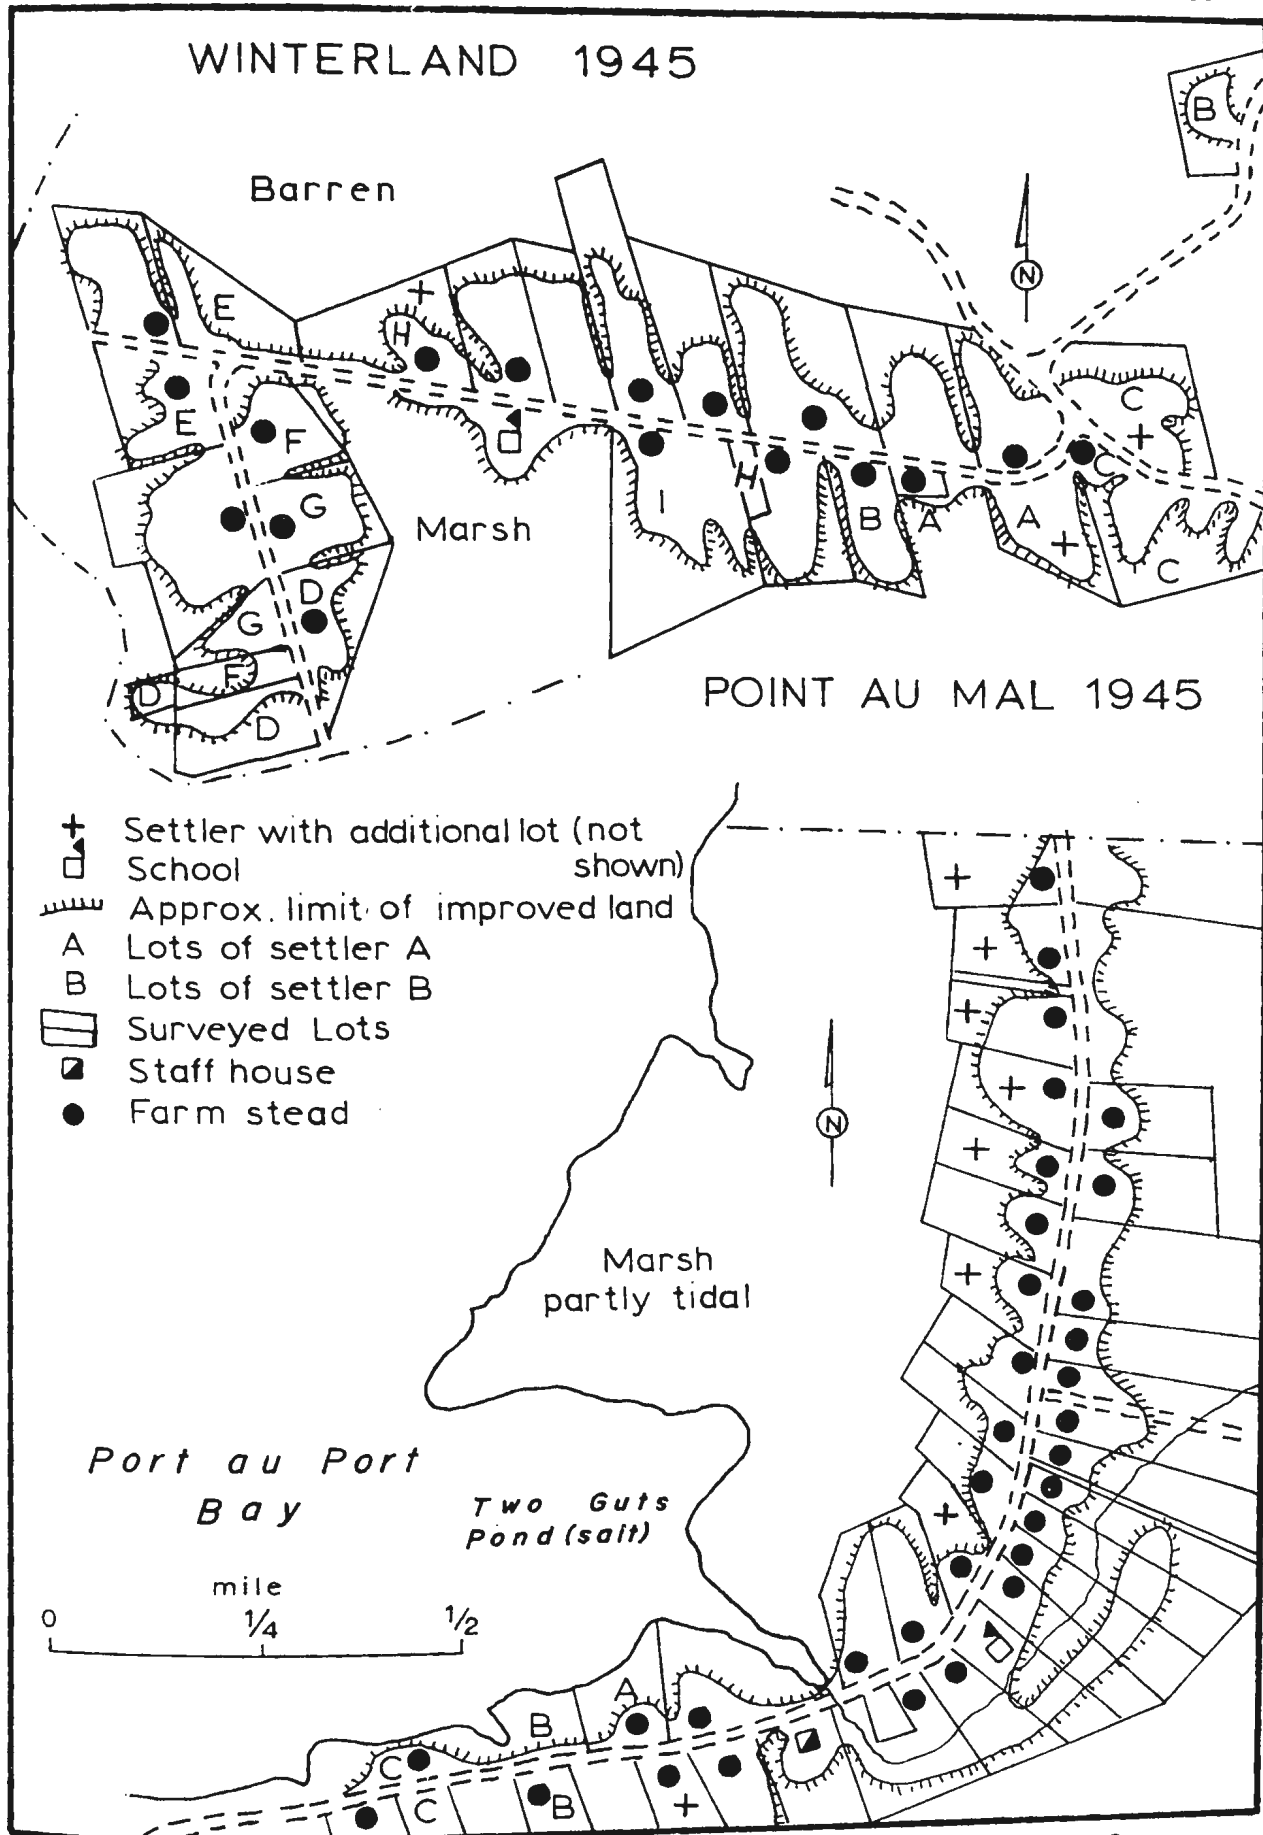 WINTERLAND 1945
B
Barren
N
E
H
C
E
F
C
H
G
I
B
A
A
Marsh
C
D
G
F
D
D
POINT AU MAL 1945
Settler with additional lot (not
shown)
School
Approx. limit of improved land
A Lots of settler A
B Lots of settler B
Surveyed Lots
Staff house
Farm stead
N
Marsh
partly tidal
Port au Port
Bay
Two Guts
Pond (salt)
mile
0 1/4 1/2
A
B
C
C
B